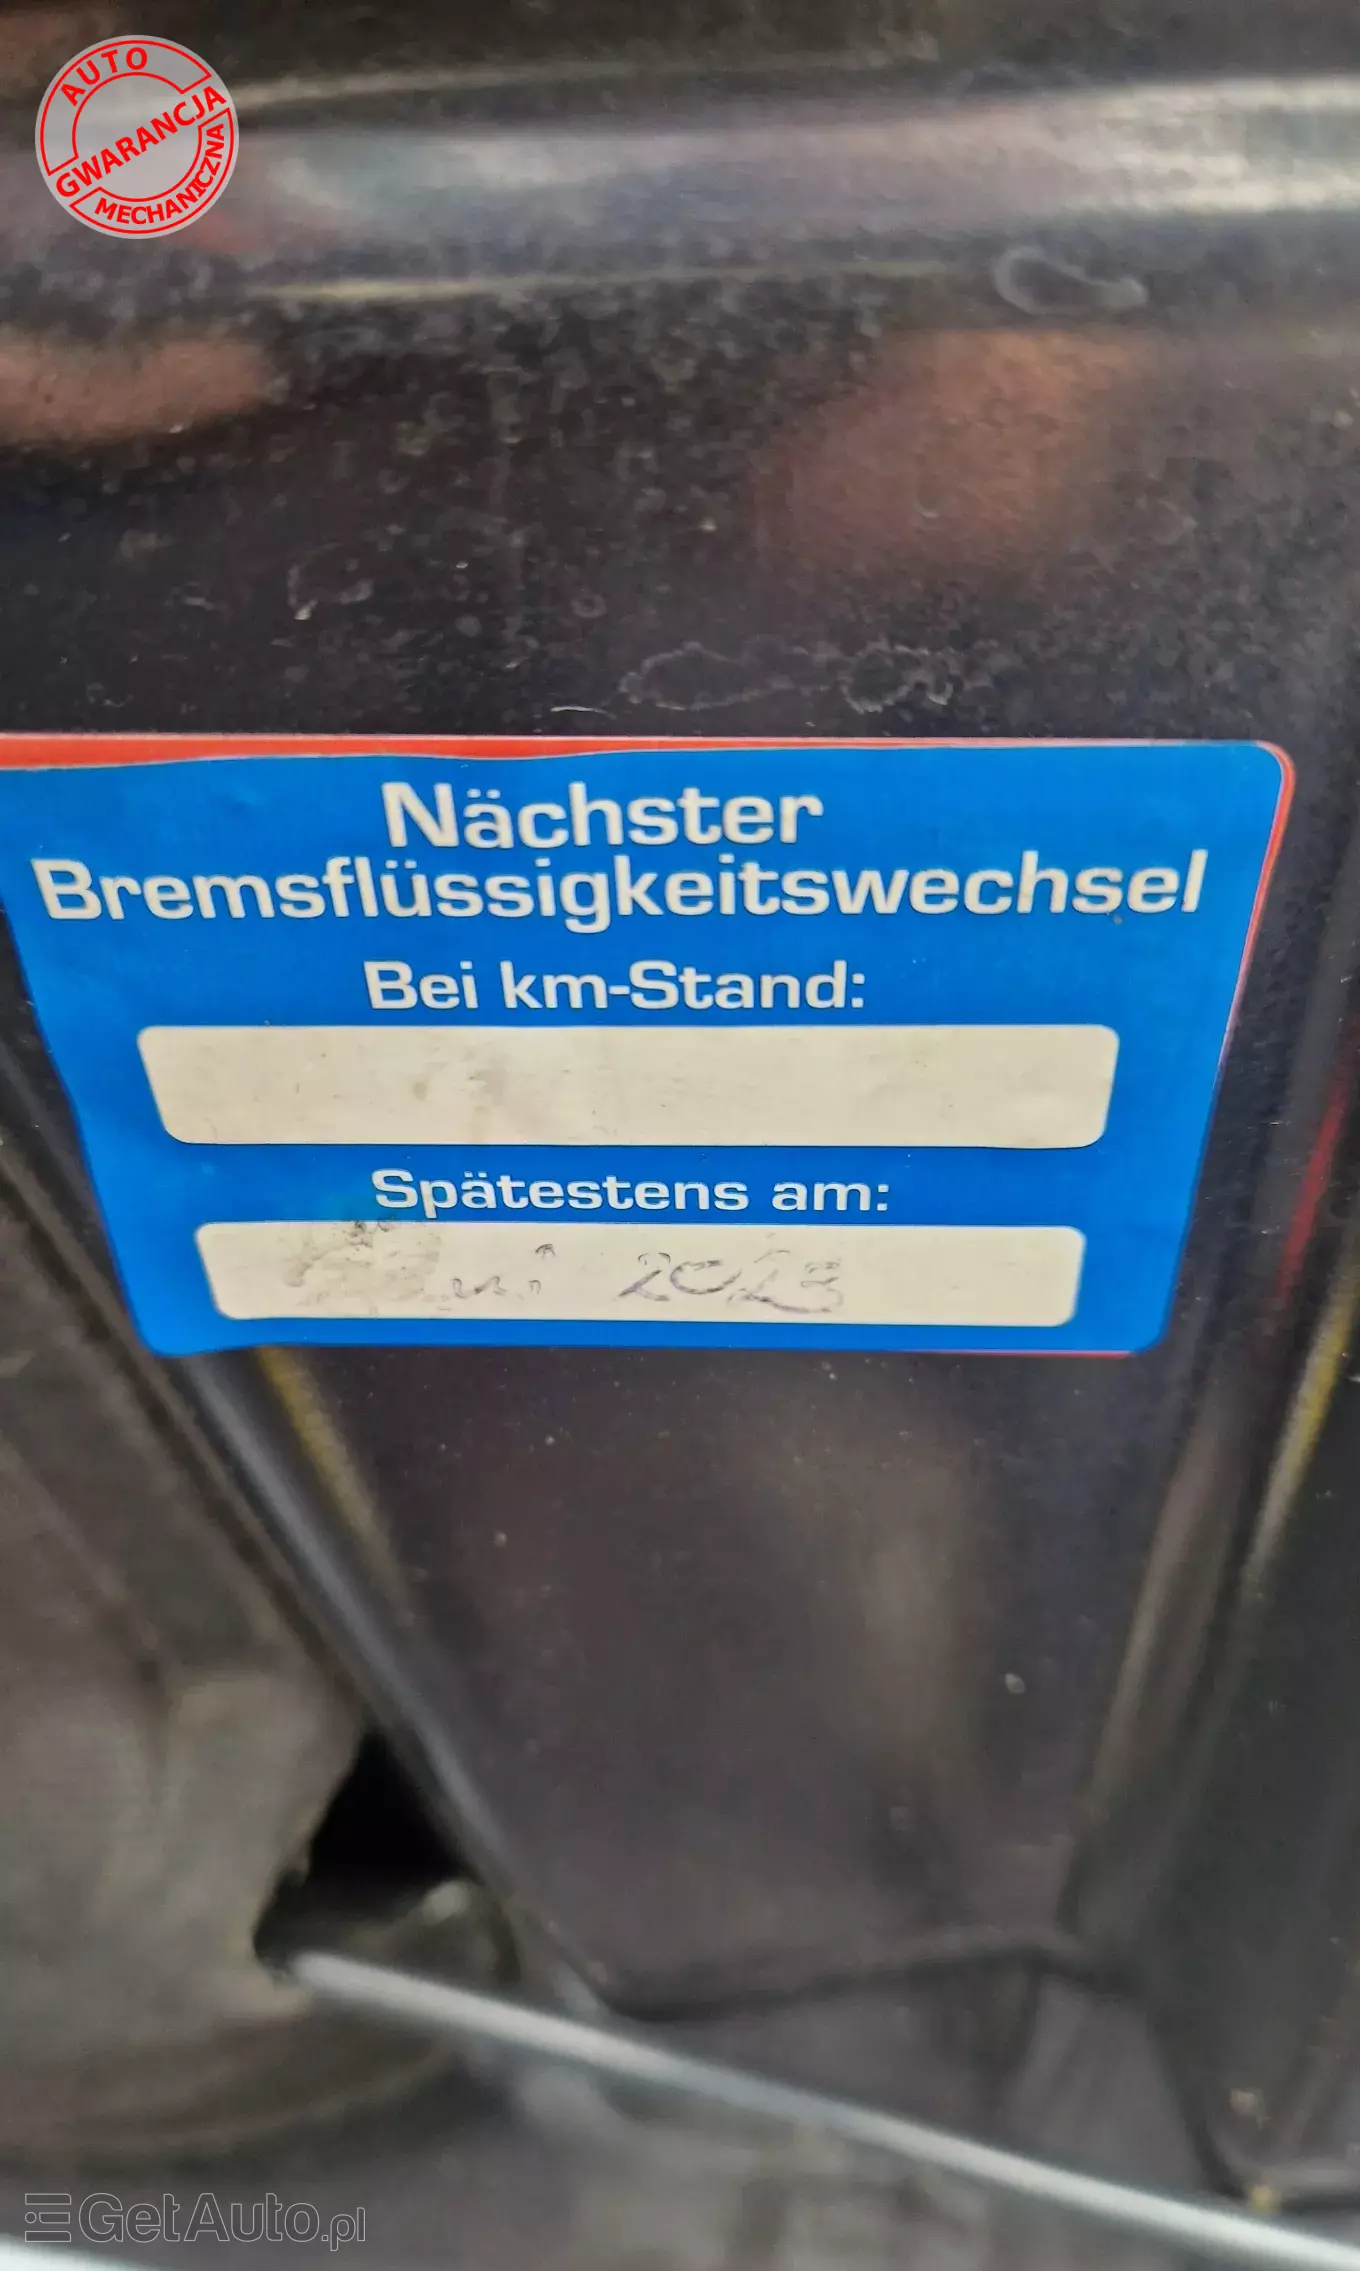 AUTO
GWARANCJA
MECHANICZNA
Nächster
Bremsflüssigkeitswechsel
Bei km-Stand:
Spätestens am:
2023
GetAuto.pl